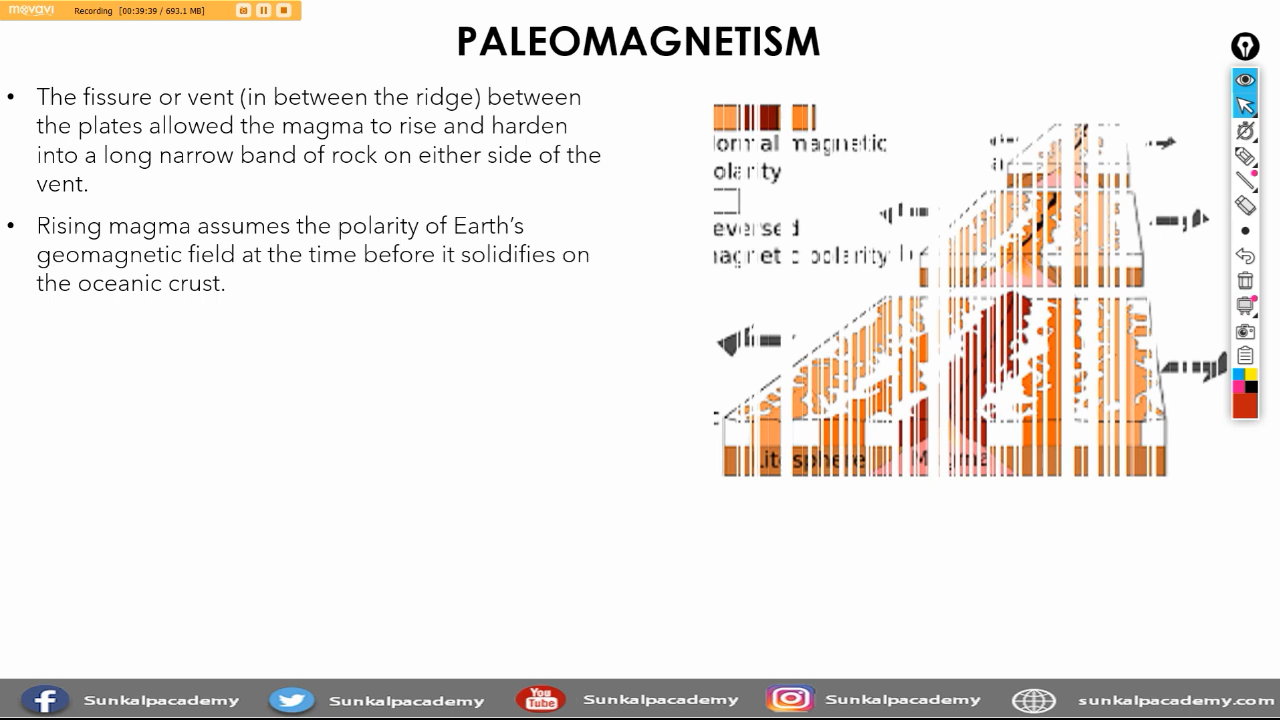 movavi
Recording [00:39:39 / 693.1 MB]
PALEOMAGNETISM
• The fissure or vent (in between the ridge) between
the plates allowed the magma to rise and harden
into a long narrow band of rock on either side of the
vent.
• Rising magma assumes the polarity of Earth's
geomagnetic field at the time before it solidifies on
the oceanic crust.
magnetic
Sunkalpacademy
Sunkalpacademy
You
Tube
Sunkalpacademy
Sunkalpacademy
sunkalpacademy.com